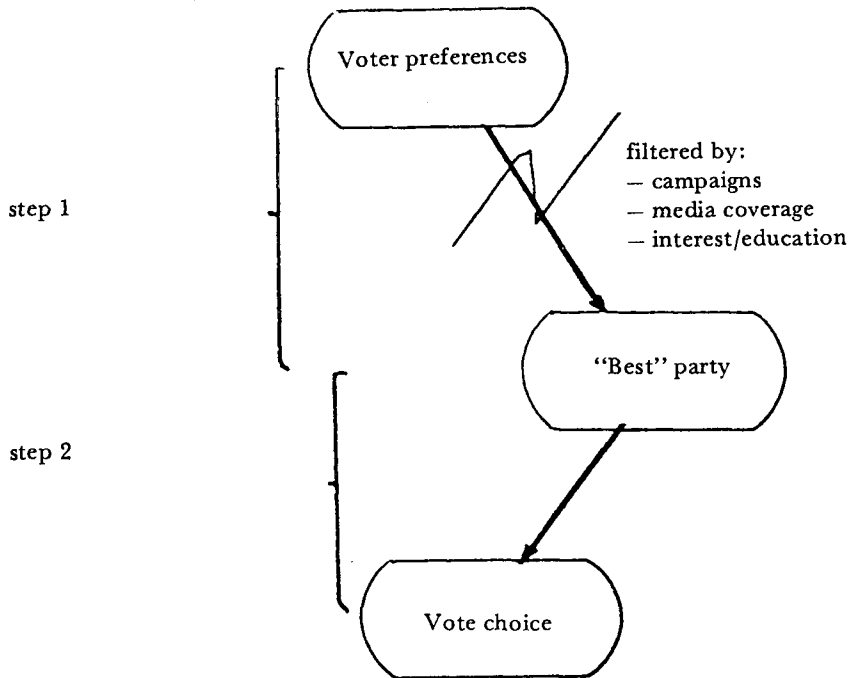 Voter preferences
step 1
filtered by:
— campaigns
— media coverage
— interest/education
“Best” party
step 2
Vote choice